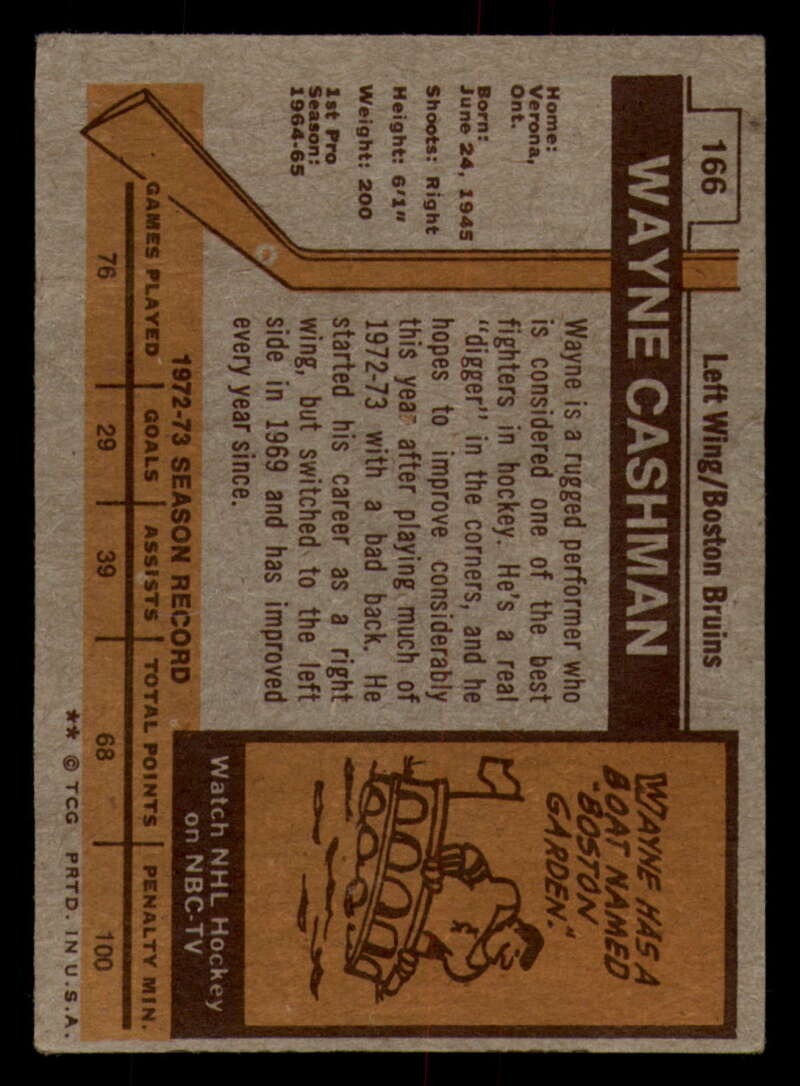 166
Left Wing/Boston Bruins
WAYNE CASHMAN
Home:
Verona,
Ont.
Born:
June 24, 1945
Shoots: Right
Height: 6'1"
Weight: 200
1st Pro
Season:
1964-65
Wayne is a rugged performer who
is considered one of the best
fighters in hockey. He's a real
"digger" in the corners, and he
hopes to improve considerably
this year after playing much of
1972-73 with a bad back. He
started his career as a right
wing, but switched to the left
side in 1969 and has improved
every year since.
WAYNE HAS A
BOAT NAMED
"BOSTON
GARDEN."
Watch NHL Hockey
on NBC-TV
1972-73 SEASON RECORD
GAMES PLAYED GOALS ASSISTS TOTAL POINTS PENALTY MIN.
76 29 39 68 100
** © TCG PRTD. IN U.S.A.